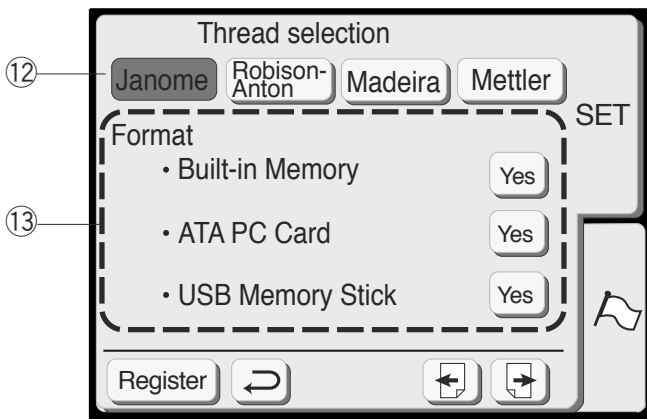 Thread selection
⑫ Janome Robison-Anton Madeira Mettler
SET
Format
⑬
• Built-in Memory Yes
• ATA PC Card Yes
• USB Memory Stick Yes
Register